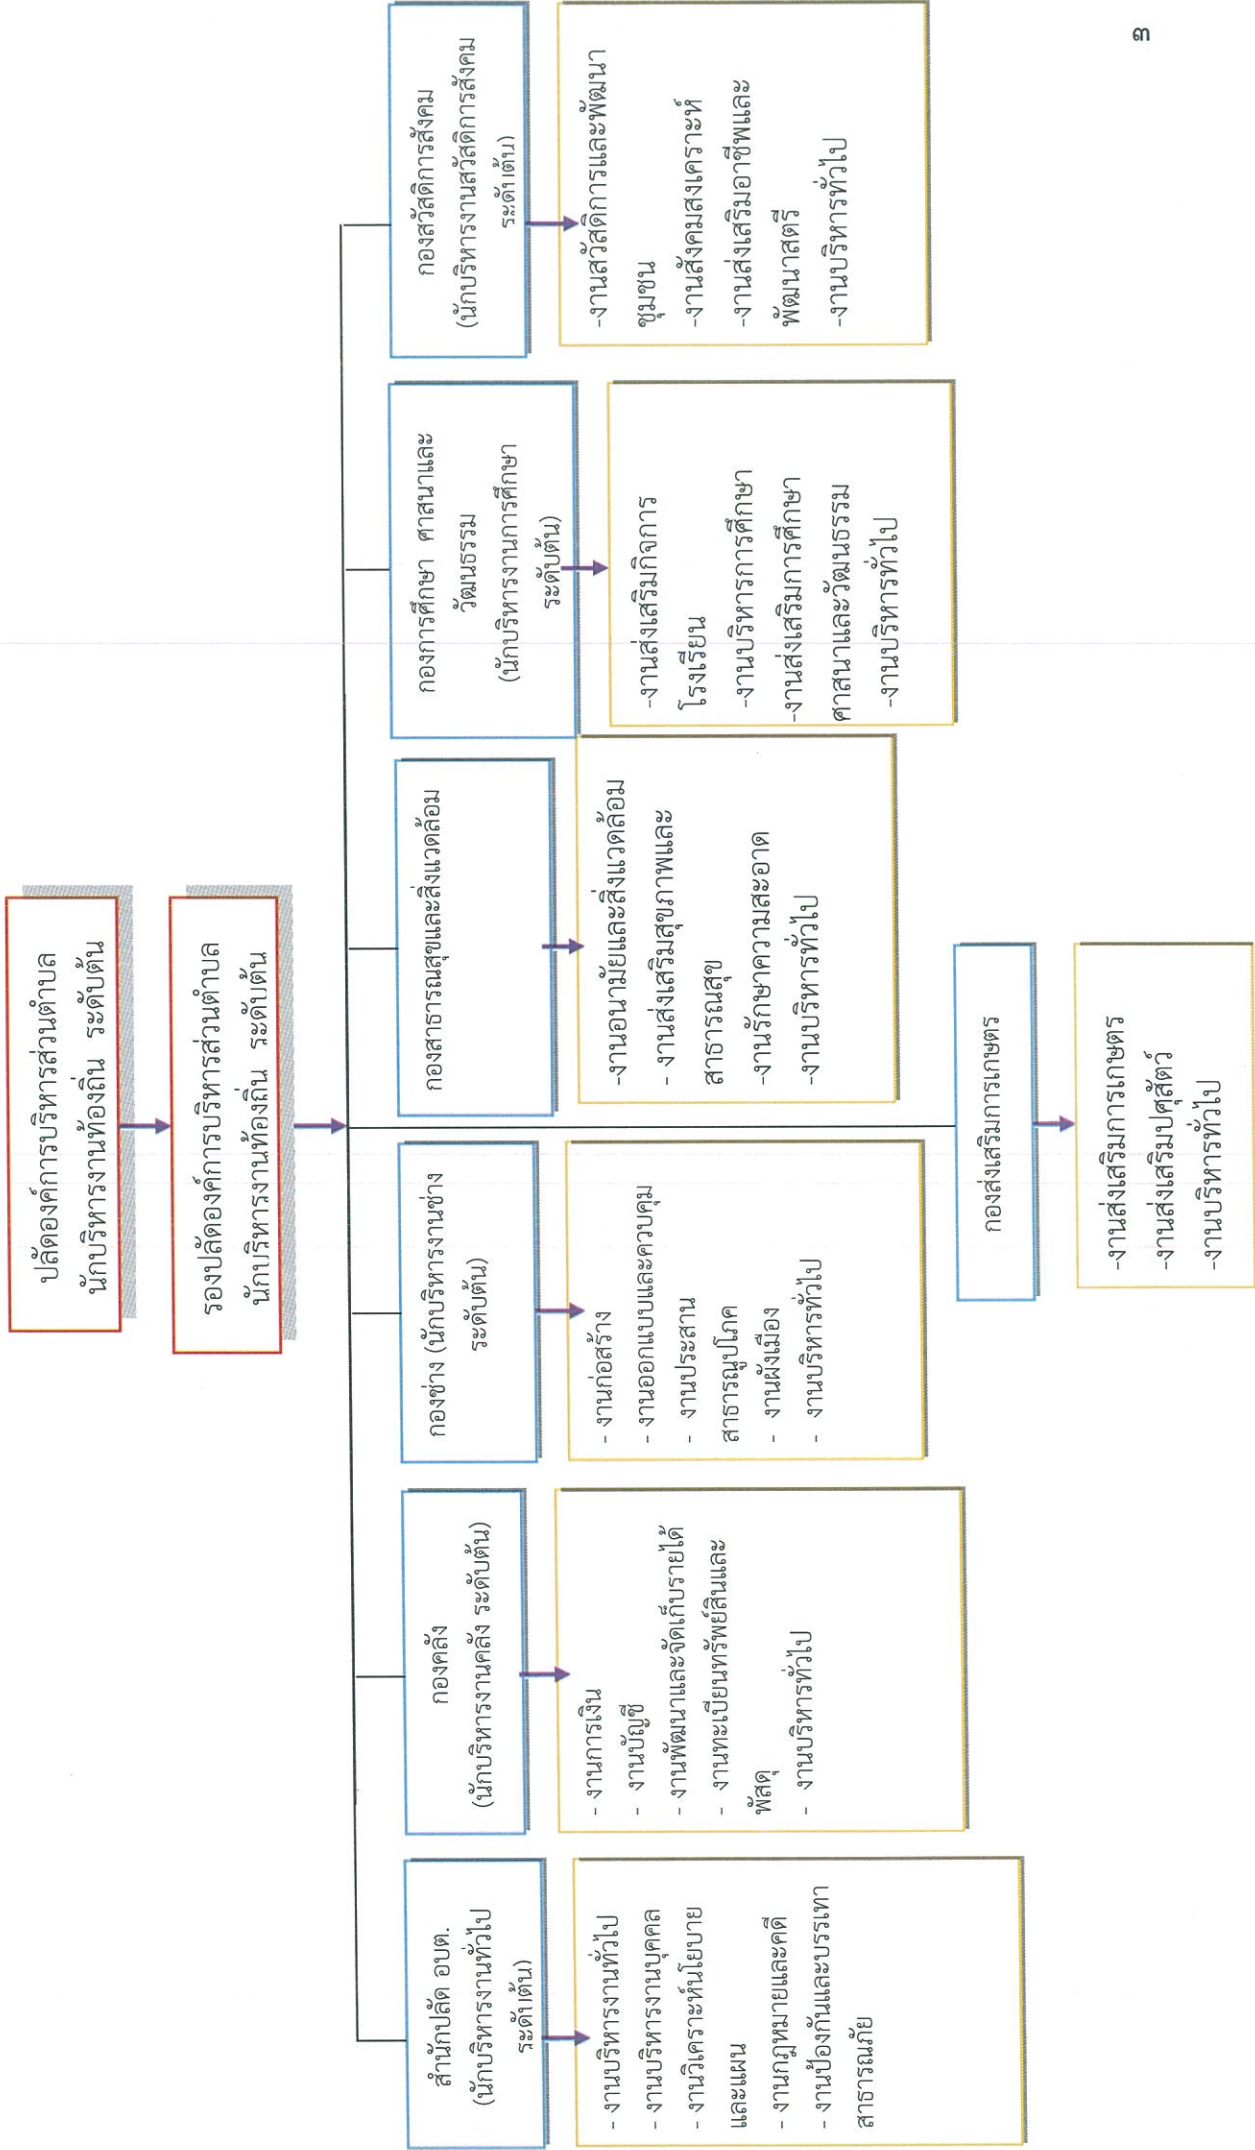 ๓
ปลัดองค์การบริหารส่วนตำบล
นักบริหารงานท้องถิ่น ระดับต้น
รองปลัดองค์การบริหารส่วนตำบล
นักบริหารงานท้องถิ่น ระดับต้น
สำนักปลัด อบต.
(นักบริหารงานทั่วไป
ระดับต้น)
- งานบริหารงานทั่วไป
- งานบริหารงานบุคคล
- งานวิเคราะห์นโยบาย
และแผน
- งานกฎหมายและคดี
- งานป้องกันและบรรเทา
สาธารณภัย
กองคลัง
(นักบริหารงานคลัง ระดับต้น)
- งานการเงิน
- งานบัญชี
- งานพัฒนาและจัดเก็บรายได้
- งานทะเบียนทรัพย์สินและ
พัสดุ
- งานบริหารทั่วไป
กองช่าง (นักบริหารงานช่าง
ระดับต้น)
- งานก่อสร้าง
- งานออกแบบและควบคุม
- งานประสาน
สาธารณูปโภค
- งานผังเมือง
- งานบริหารทั่วไป
กองสาธารณสุขและสิ่งแวดล้อม
-งานอนามัยและสิ่งแวดล้อม
- งานส่งเสริมสุขภาพและ
สาธารณสุข
-งานรักษาความสะอาด
-งานบริหารทั่วไป
กองการศึกษา ศาสนาและ
วัฒนธรรม
(นักบริหารงานการศึกษา
ระดับต้น)
-งานส่งเสริมกิจการ
โรงเรียน
-งานบริหารการศึกษา
-งานส่งเสริมการศึกษา
ศาสนาและวัฒนธรรม
-งานบริหารทั่วไป
กองสวัสดิการสังคม
(นักบริหารงานสวัสดิการสังคม
ระดับต้น)
-งานสวัสดิการและพัฒนา
ชุมชน
-งานสังคมสงเคราะห์
-งานส่งเสริมอาชีพและ
พัฒนาสตรี
-งานบริหารทั่วไป
กองส่งเสริมการเกษตร
-งานส่งเสริมการเกษตร
-งานส่งเสริมปศุสัตว์
-งานบริหารทั่วไป